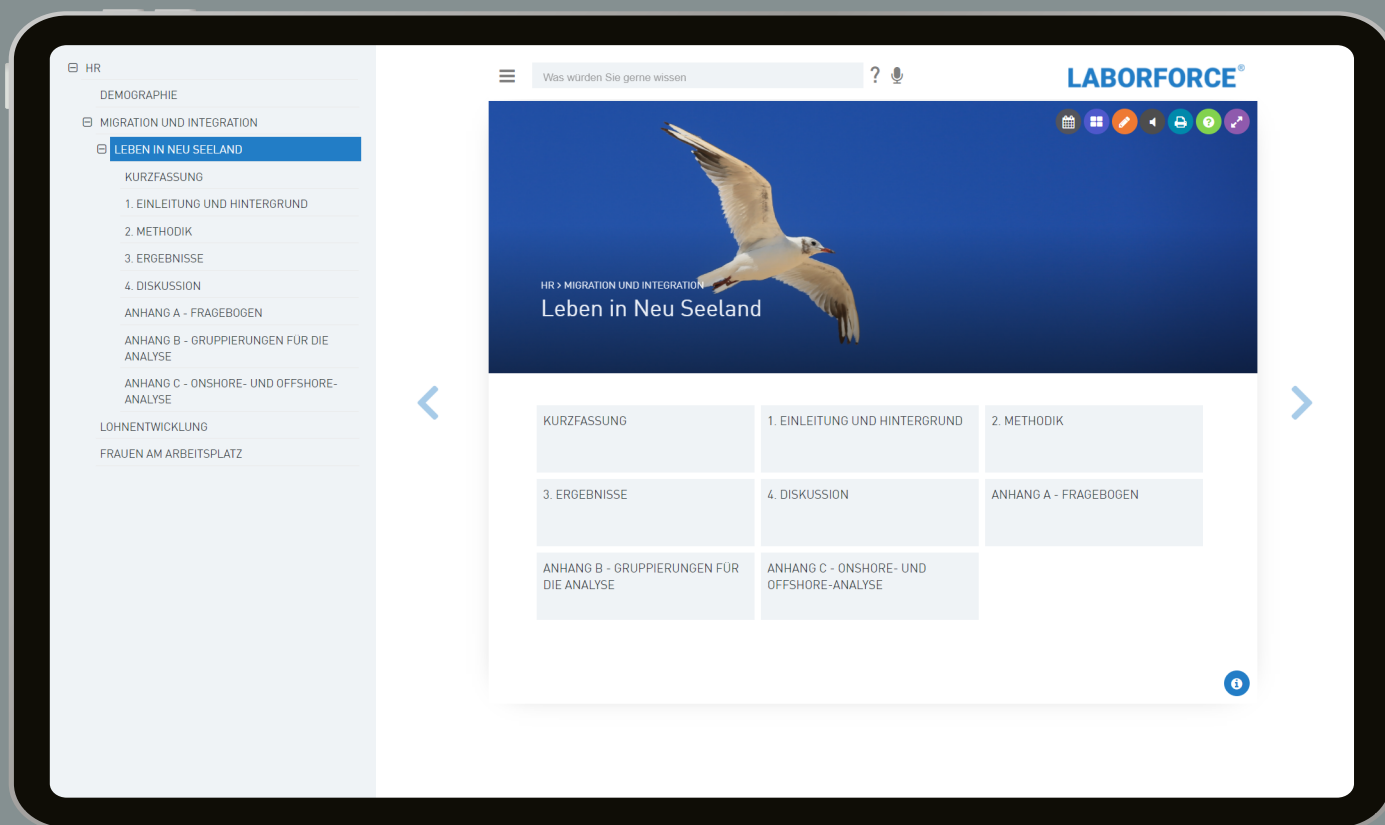 HR
DEMOGRAPHIE
MIGRATION UND INTEGRATION
LEBEN IN NEU SEELAND
KURZFASSUNG
1. EINLEITUNG UND HINTERGRUND
2. METHODIK
3. ERGEBNISSE
4. DISKUSSION
ANHANG A - FRAGEBOGEN
ANHANG B - GRUPPIERUNGEN FÜR DIE
ANALYSE
ANHANG C - ONSHORE- UND OFFSHORE-
ANALYSE
LOHNENTWICKLUNG
FRAUEN AM ARBEITSPLATZ
Was würden Sie gerne wissen
?
LABORFORCE®
HR > MIGRATION UND INTEGRATION
Leben in Neu Seeland
KURZFASSUNG
1. EINLEITUNG UND HINTERGRUND
2. METHODIK
3. ERGEBNISSE
4. DISKUSSION
ANHANG A - FRAGEBOGEN
ANHANG B - GRUPPIERUNGEN FÜR
DIE ANALYSE
ANHANG C - ONSHORE- UND
OFFSHORE-ANALYSE